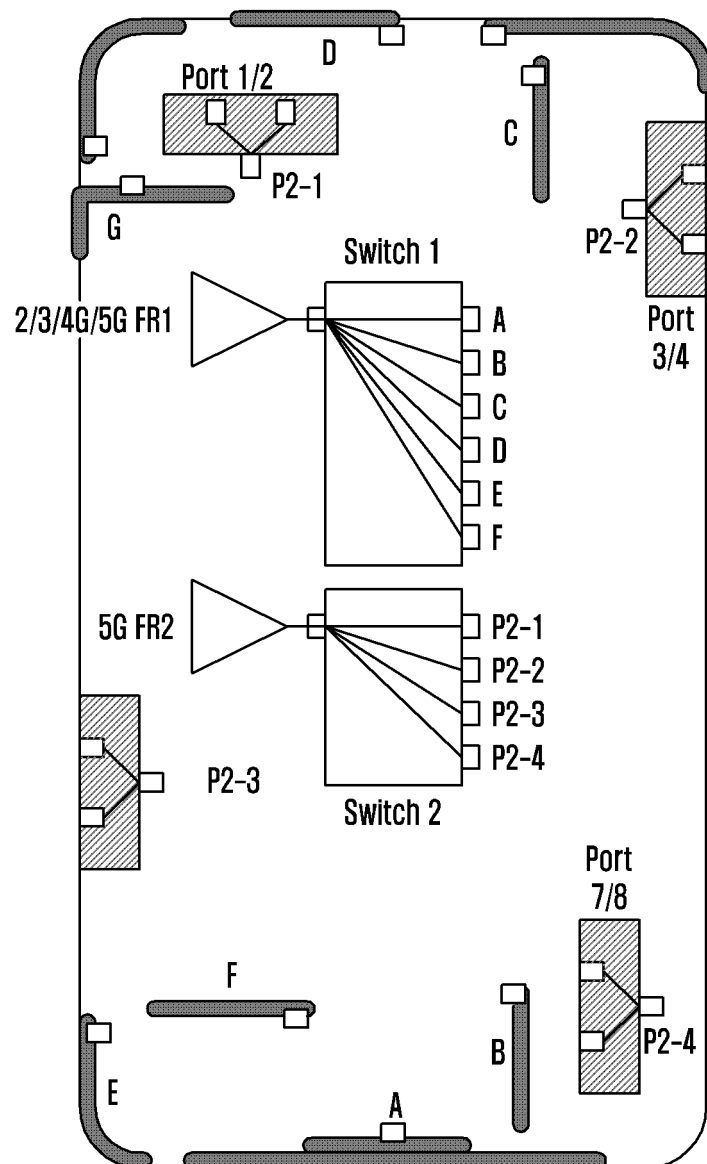 D
Port 1/2
C
P2-1
G
P2-2
Switch 1
2/3/4G/5G FR1
Port
3/4
A
B
C
D
E
F
5G FR2
P2-1
P2-2
P2-3
P2-4
P2-3
Switch 2
Port
7/8
F
B
P2-4
E
A